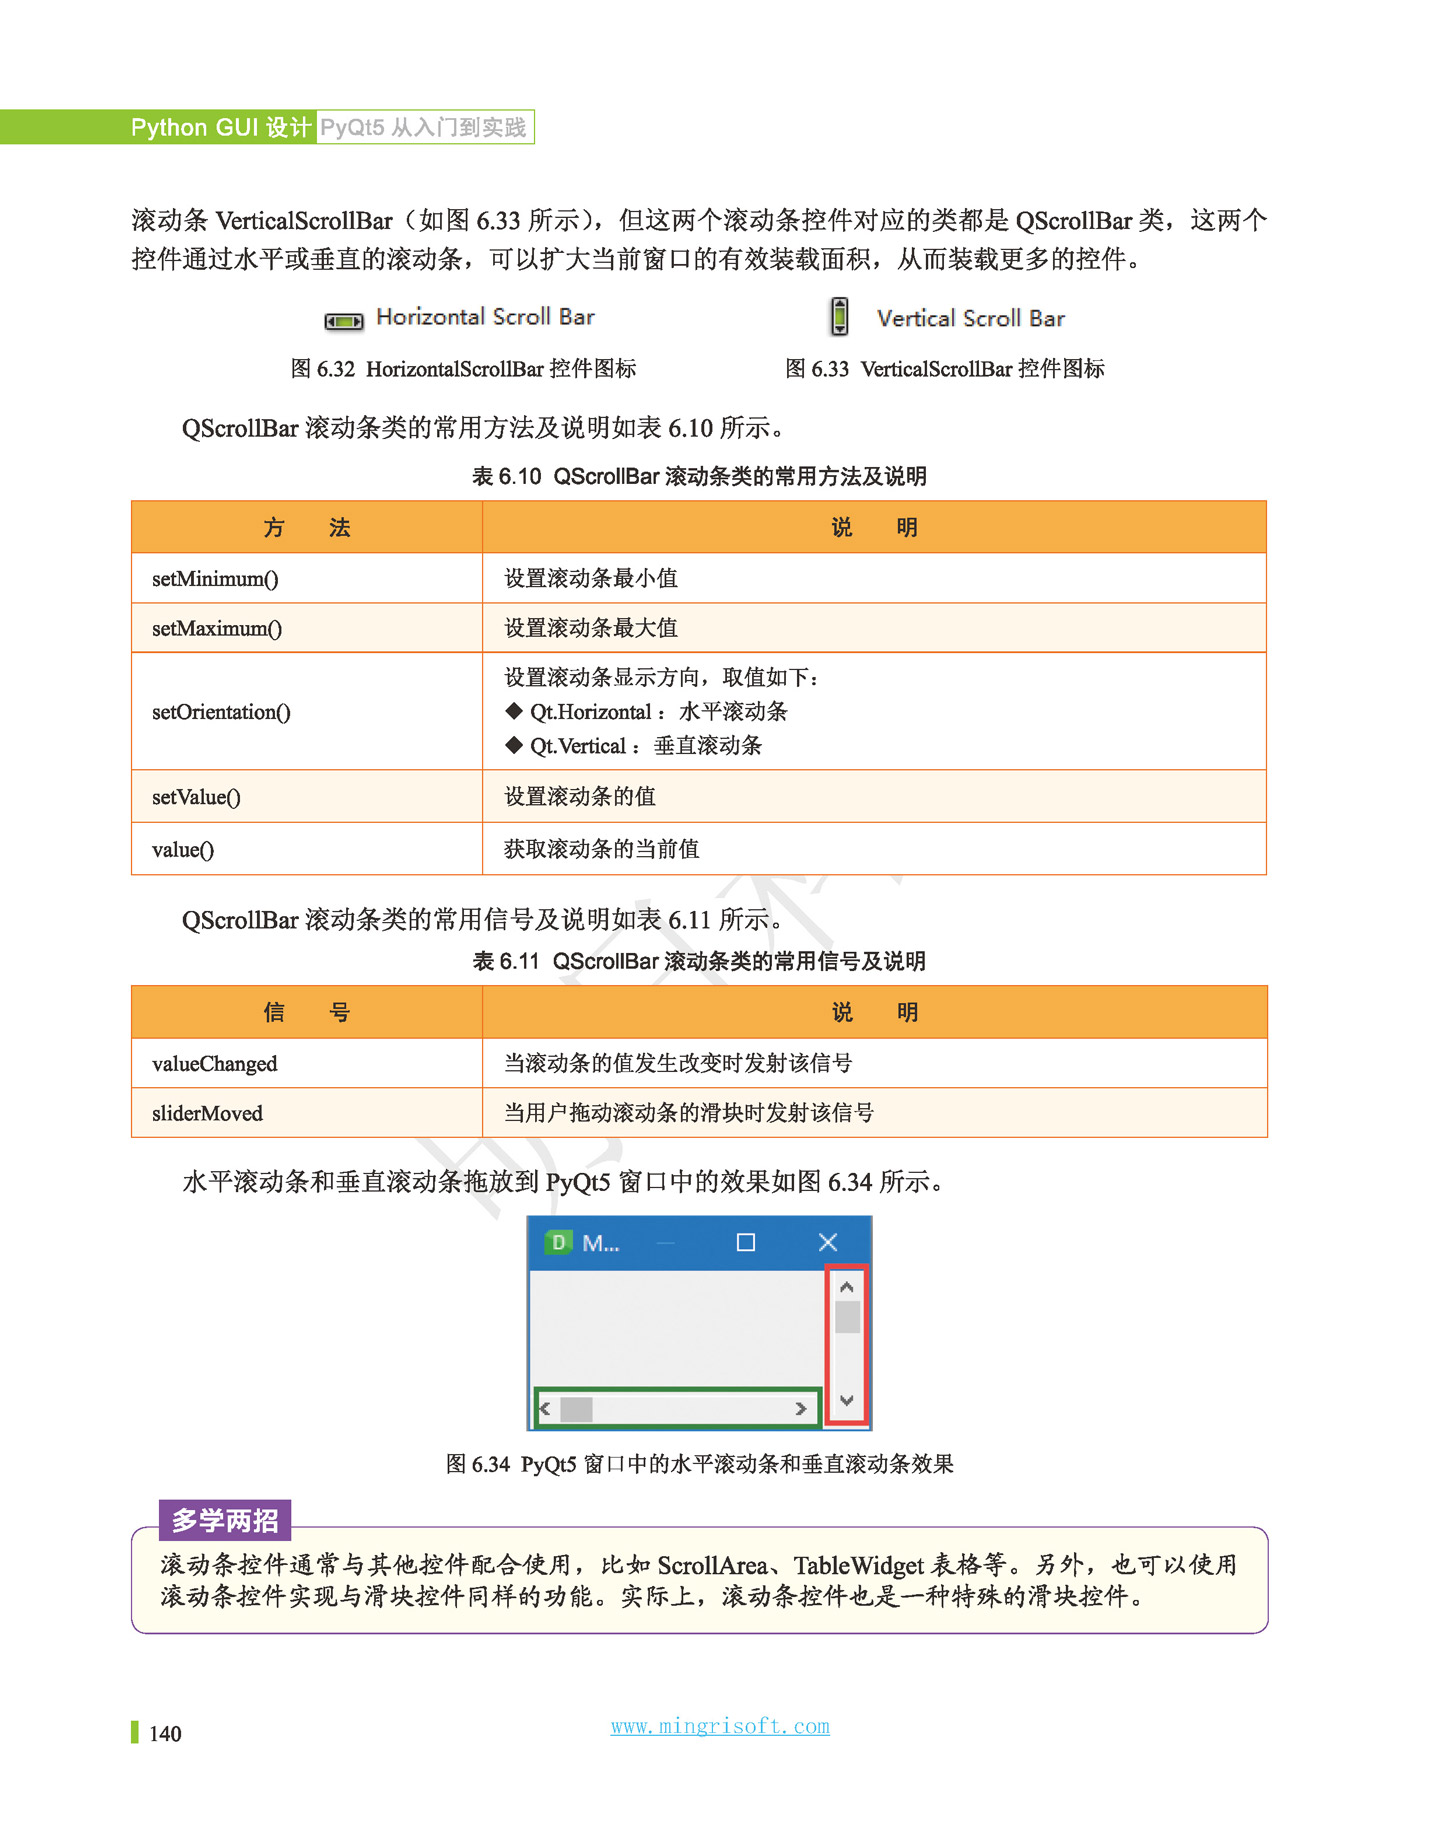 Python GUI 设计 PyQt5 从入门到实践
滚动条 VerticalScrollBar（如图 6.33 所示），但这两个滚动条控件对应的类都是 QScrollBar 类，这两个
控件通过水平或垂直的滚动条，可以扩大当前窗口的有效装载面积，从而装载更多的控件。
Horizontal Scroll Bar
Vertical Scroll Bar
图 6.32 HorizontalScrollBar 控件图标
图 6.33 VerticalScrollBar 控件图标
QScrollBar 滚动条类的常用方法及说明如表 6.10 所示。
表 6.10 QScrollBar 滚动条类的常用方法及说明
方 法 说 明
setMinimum() 设置滚动条最小值
setMaximum() 设置滚动条最大值
setOrientation()
设置滚动条显示方向，取值如下：
◆ Qt.Horizontal：水平滚动条
◆ Qt.Vertical：垂直滚动条
setValue() 设置滚动条的值
value() 获取滚动条的当前值
QScrollBar 滚动条类的常用信号及说明如表 6.11 所示。
表 6.11 QScrollBar 滚动条类的常用信号及说明
信 号 说 明
valueChanged 当滚动条的值发生改变时发射该信号
sliderMoved 当用户拖动滚动条的滑块时发射该信号
水平滚动条和垂直滚动条拖放到 PyQt5 窗口中的效果如图 6.34 所示。
D M...
图 6.34 PyQt5 窗口中的水平滚动条和垂直滚动条效果
多学两招
滚动条控件通常与其他控件配合使用，比如 ScrollArea、TableWidget 表格等。另外，也可以使用
滚动条控件实现与滑块控件同样的功能。实际上，滚动条控件也是一种特殊的滑块控件。
140
www.mingrisoft.com